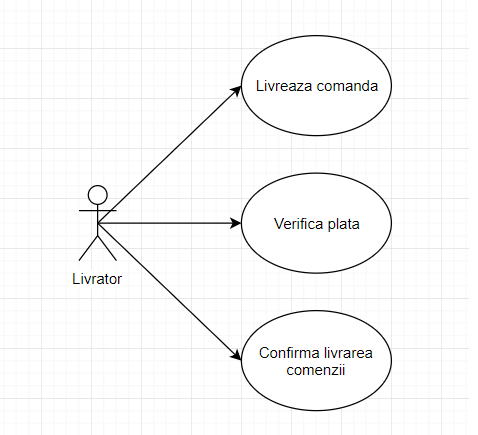 Livreaza comanda
Verifica plata
Livrator
Confirma livrarea
comenzii